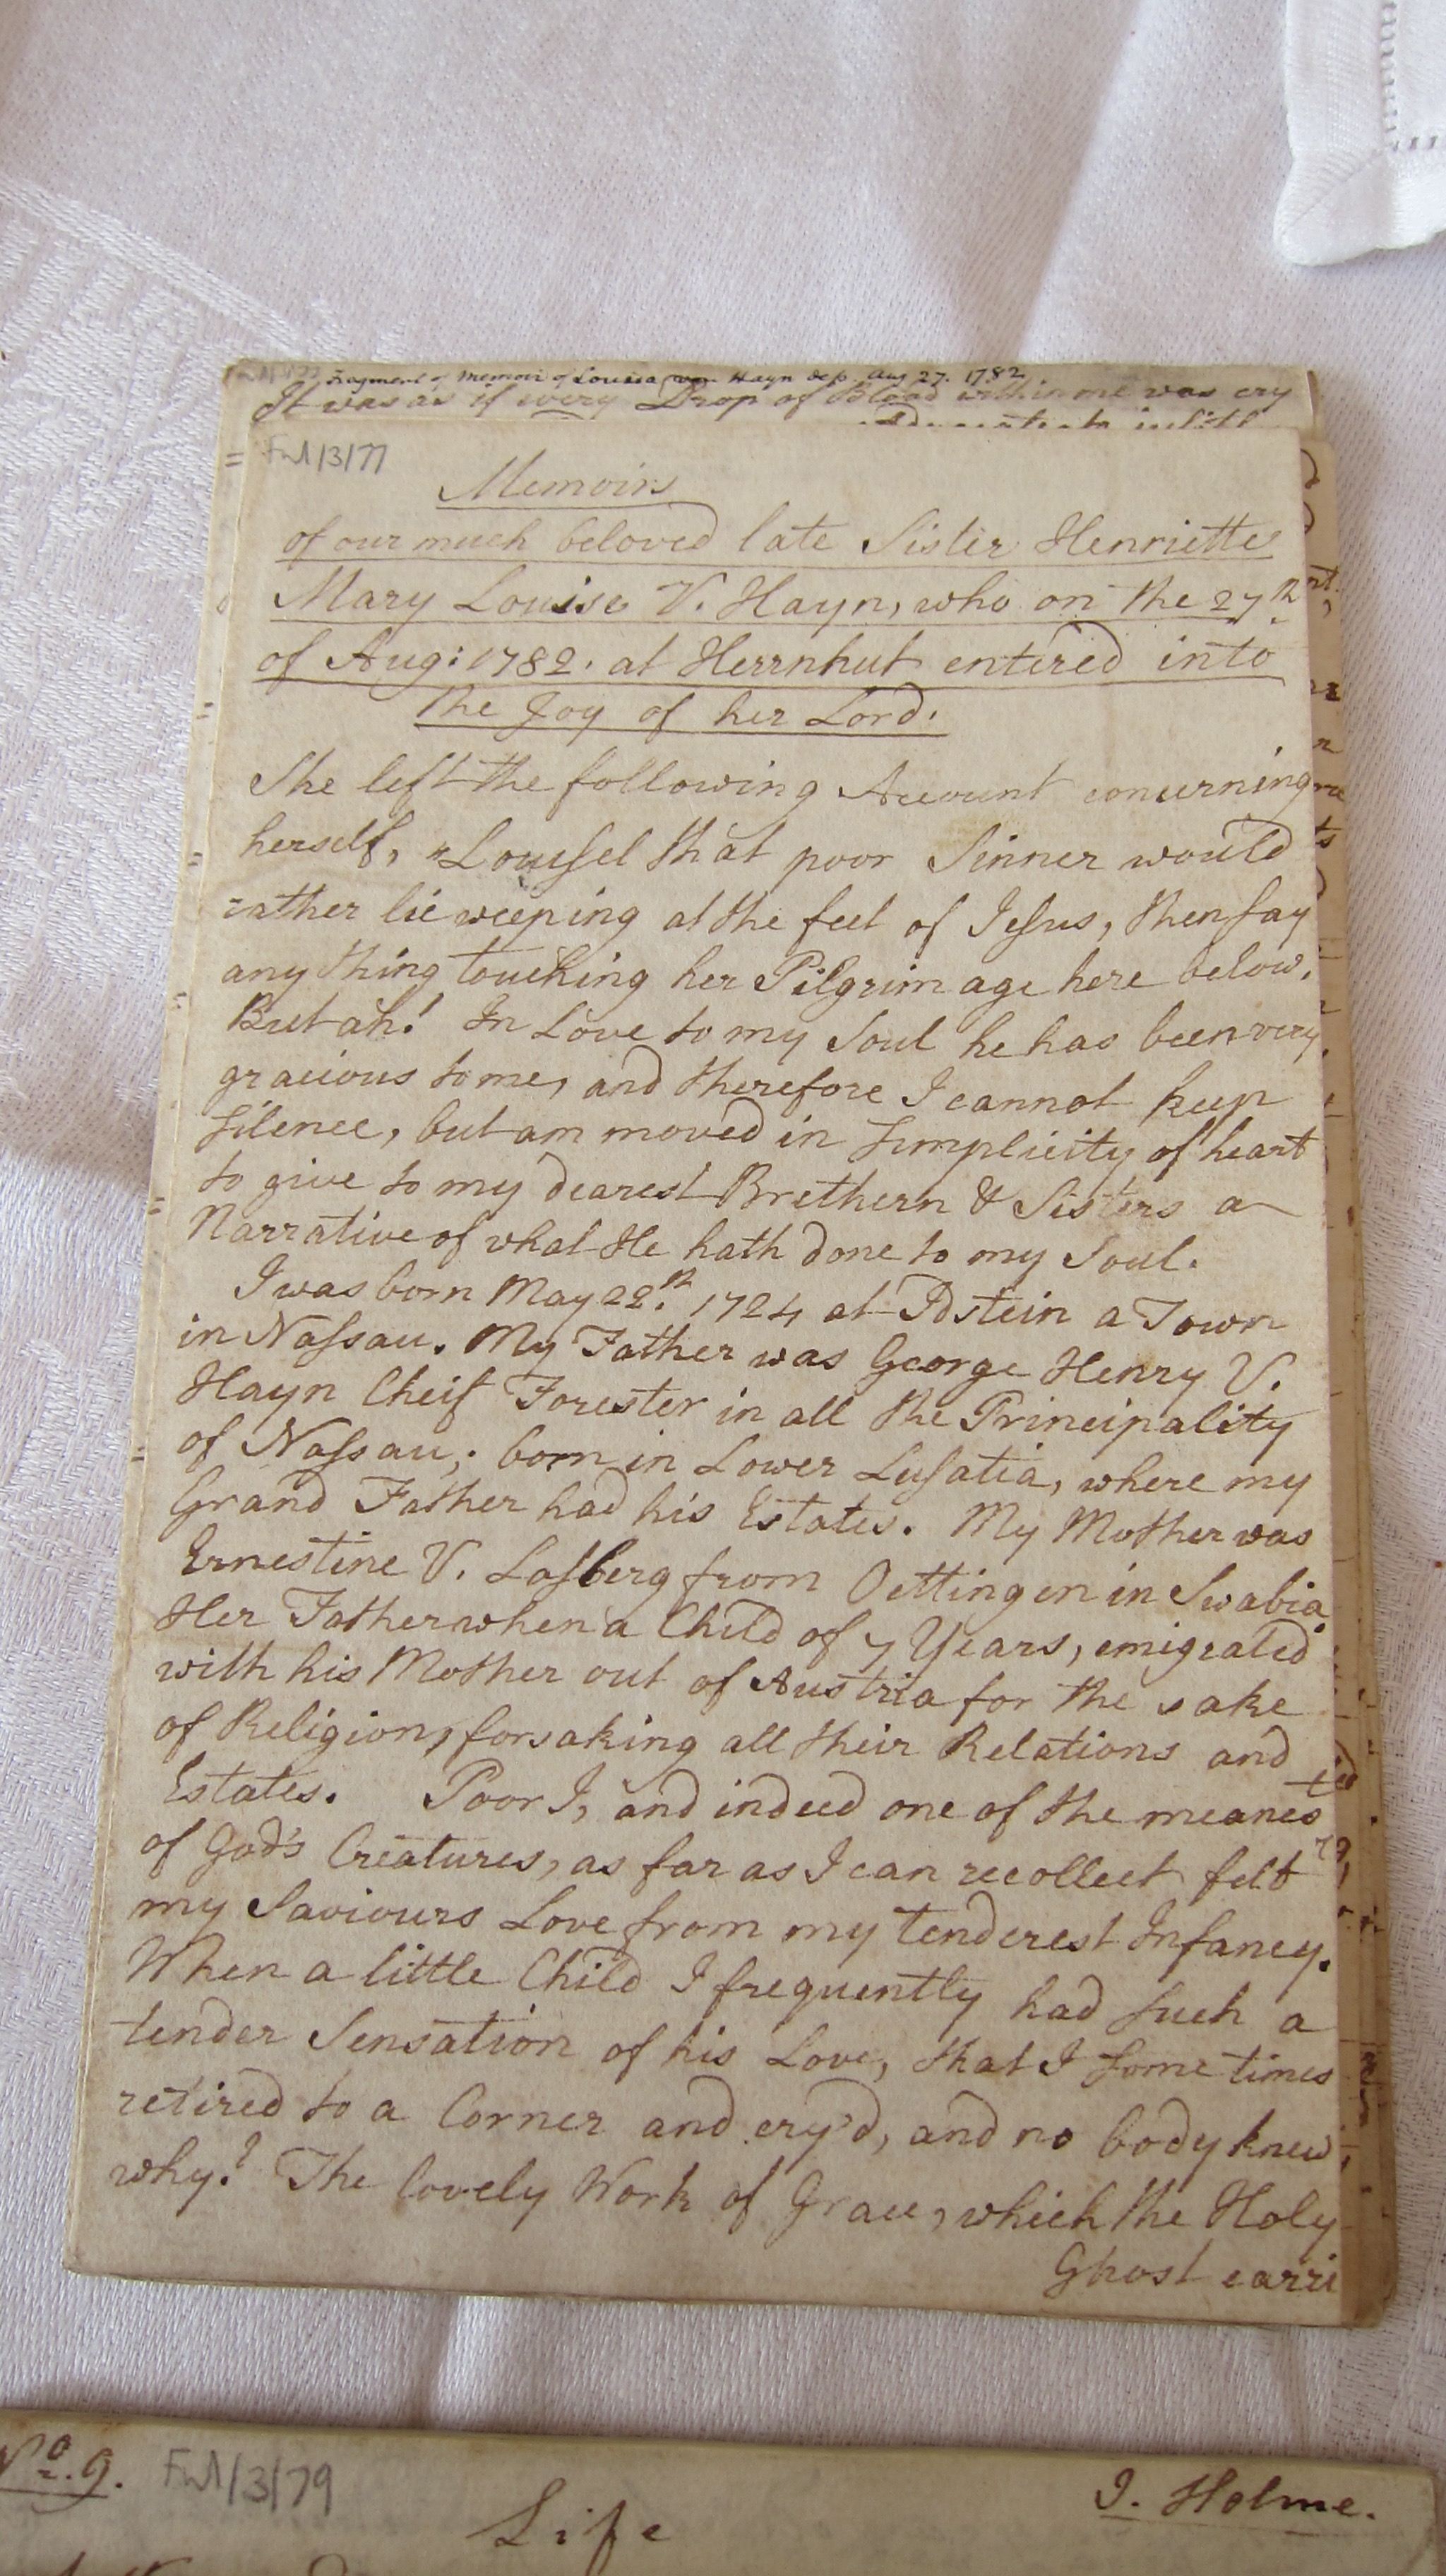 Fragment of Memoir of Louisa von Hayn dep. Aug 27. 1782
It was as if every Drop of Blood within me was cry
Ful/3/77
Memoirs
of our much beloved late Sister Henriette
Mary Louise V. Hayn, who on the 27th
of Aug: 1782. at Herrnhut entered into
the Joy of her Lord.
She left the following Account concerning
herself, "Louisel that poor Sinner would
rather lie weeping at the feet of Jesus, then say
any thing touching her Pilgrimage here below.
But ah! In Love to my Soul he has been very
gracious to me, and therefore I cannot keep
silence, but am moved in simplicity of heart
to give to my dearest Brethern & Sisters a
Narrative of what He hath done to my Soul.
I was born May 22th. 1724 at Idstein a Town
in Nassau. My Father was George Henry V.
Hayn Cheif Forester in all the Principality
of Nassau; born in Lower Lusatia, where my
Grand Father had his Estates. My Mother was
Ernestine V. Lassberg from Oettingen in Swabia
Her Father when a Child of 7 Years, emigrated
with his Mother out of Austria for the sake
of Religion, forsaking all their Relations and
Estates. Poor I, and indeed one of the meanest
of God's Creatures, as far as I can recollect felt
my Saviours Love from my tenderest Infancy.
When a little Child I frequently had such a
tender Sensation of his Love, that I sometimes
retired to a Corner and cry'd, and no body knew
why? The lovely Work of Grace, which the Holy
Ghost carri
No. 9.
Ful/3/79
J. Holme.
Life